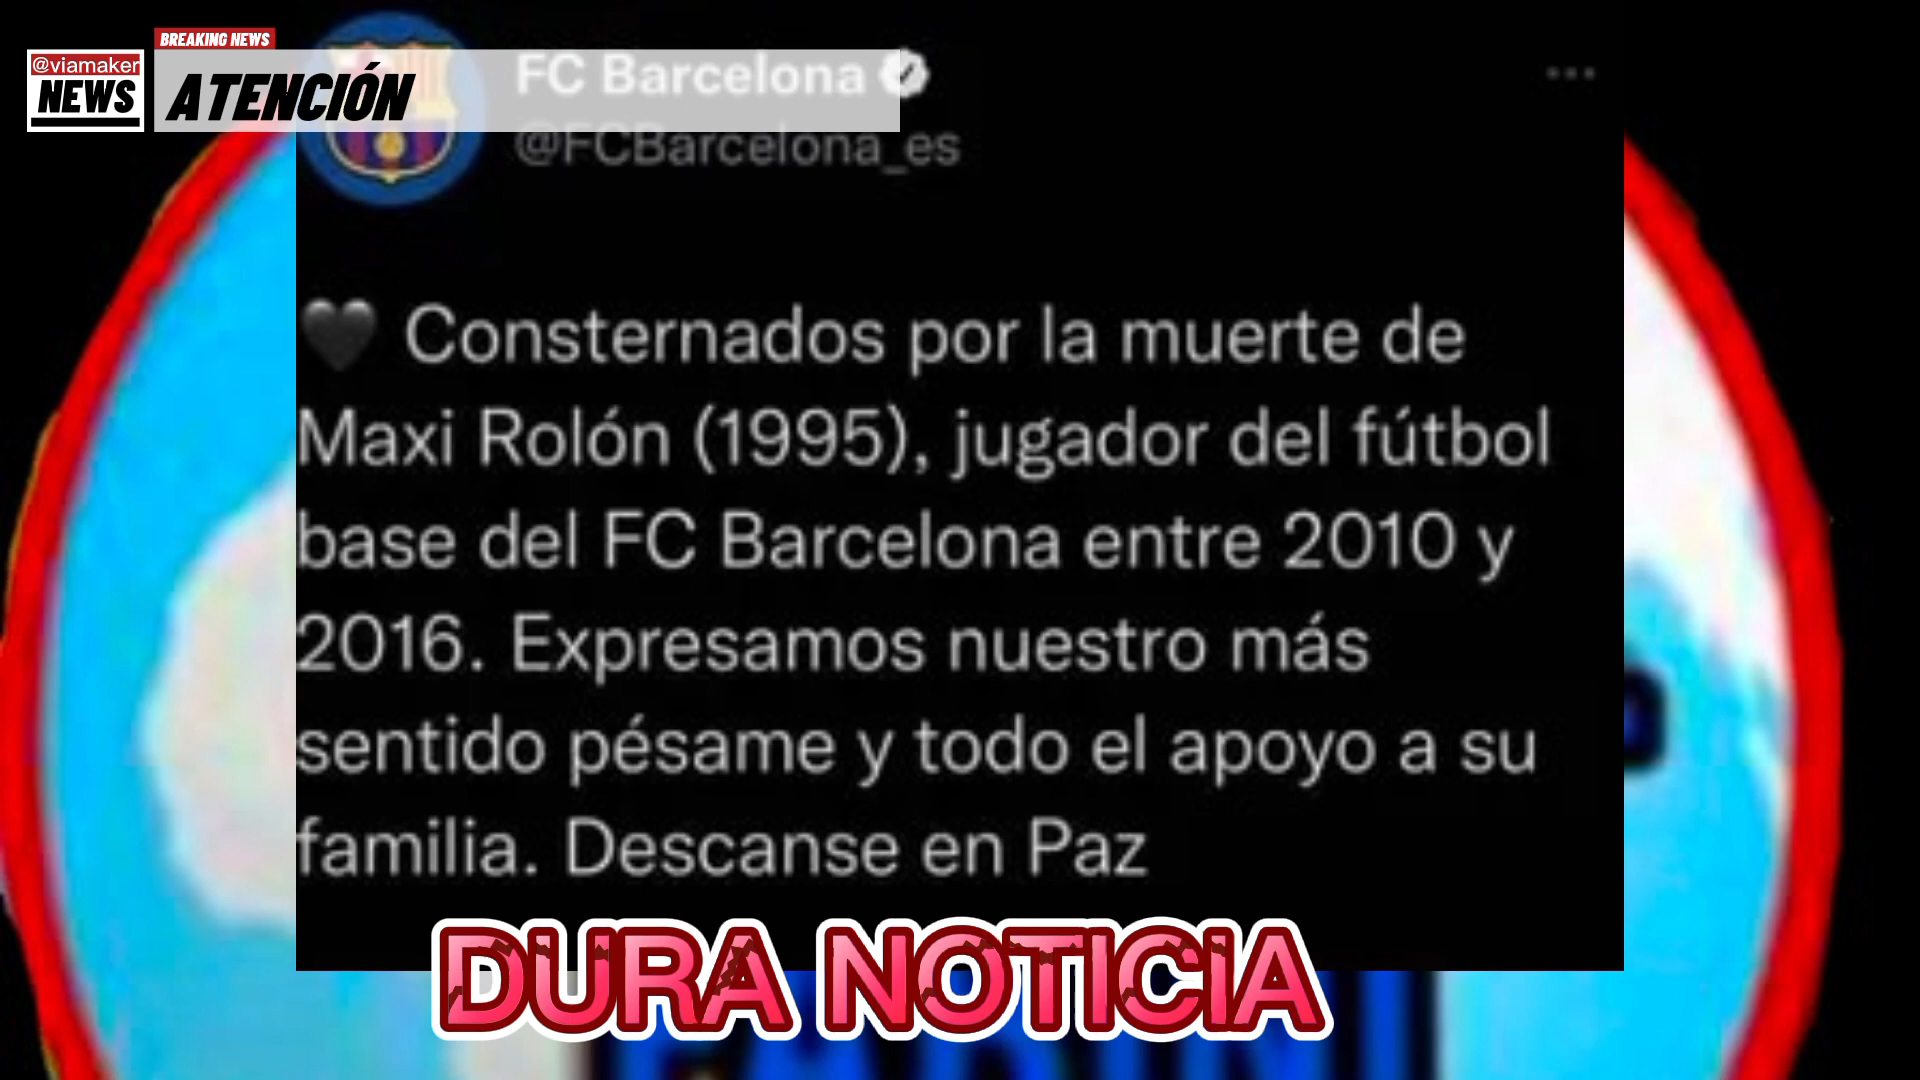 BREAKING NEWS
@viamaker
NEWS
ATENCIÓN
FC Barcelona
@FCBarcelona_es
🖤 Consternados por la muerte de
Maxi Rolón (1995), jugador del fútbol
base del FC Barcelona entre 2010 y
2016. Expresamos nuestro más
sentido pésame y todo el apoyo a su
familia. Descanse en Paz
DURA NOTICIA